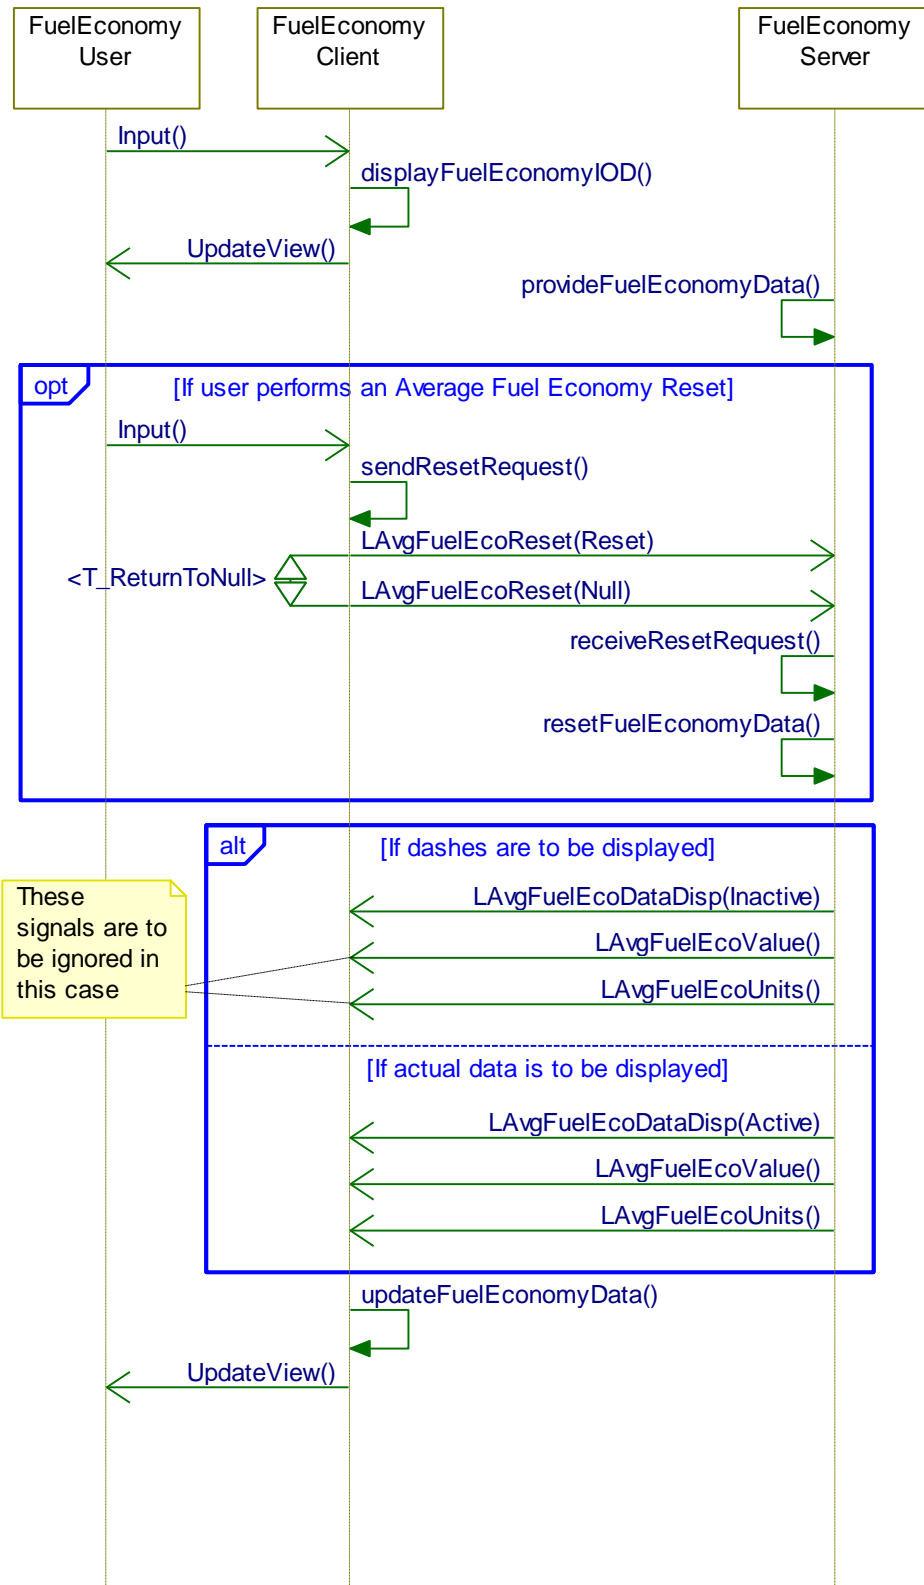 FuelEconomy
User
FuelEconomy
Client
FuelEconomy
Server
Input()
displayFuelEconomyIOD()
UpdateView()
provideFuelEconomyData()
opt
[If user performs an Average Fuel Economy Reset]
Input()
sendResetRequest()
LAvgFuelEcoReset(Reset)
<T_ReturnToNull>
LAvgFuelEcoReset(Null)
receiveResetRequest()
resetFuelEconomyData()
alt
[If dashes are to be displayed]
These
signals are to
be ignored in
this case
LAvgFuelEcoDataDisp(Inactive)
LAvgFuelEcoValue()
LAvgFuelEcoUnits()
[If actual data is to be displayed]
LAvgFuelEcoDataDisp(Active)
LAvgFuelEcoValue()
LAvgFuelEcoUnits()
updateFuelEconomyData()
UpdateView()